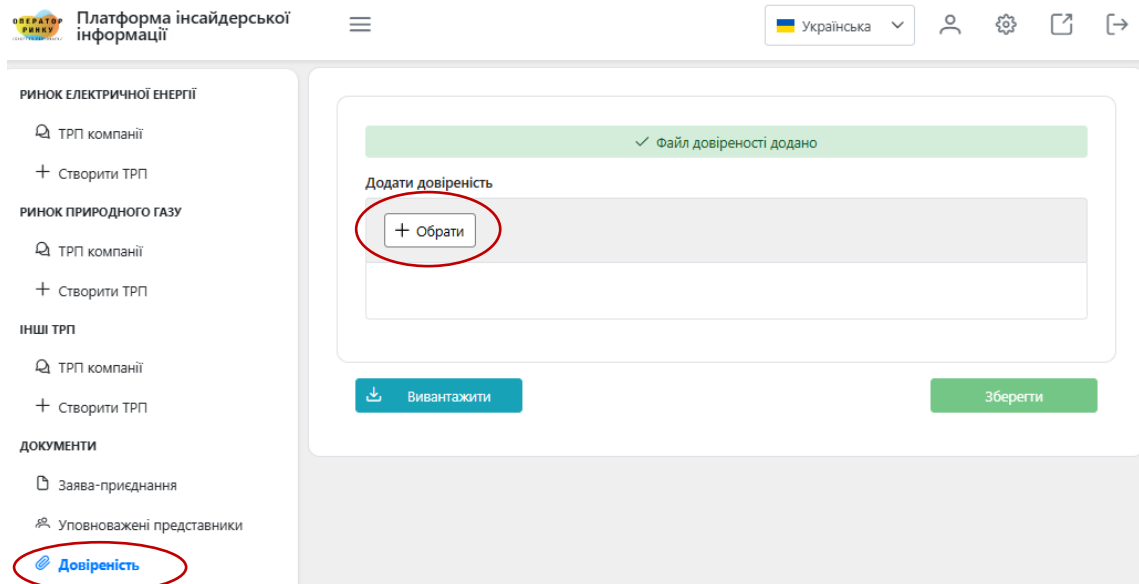 ОПЕРАТОР
РИНКУ
Платформа інсайдерської
інформації
Українська
РИНОК ЕЛЕКТРИЧНОЇ ЕНЕРГІЇ
ТРП компанії
Створити ТРП
РИНОК ПРИРОДНОГО ГАЗУ
ТРП компанії
Створити ТРП
ІНШІ ТРП
ТРП компанії
Створити ТРП
ДОКУМЕНТИ
Заява-приєднання
Уповноважені представники
Довіреність
Файл довіреності додано
Додати довіреність
Обрати
Вивантажити
Зберегти